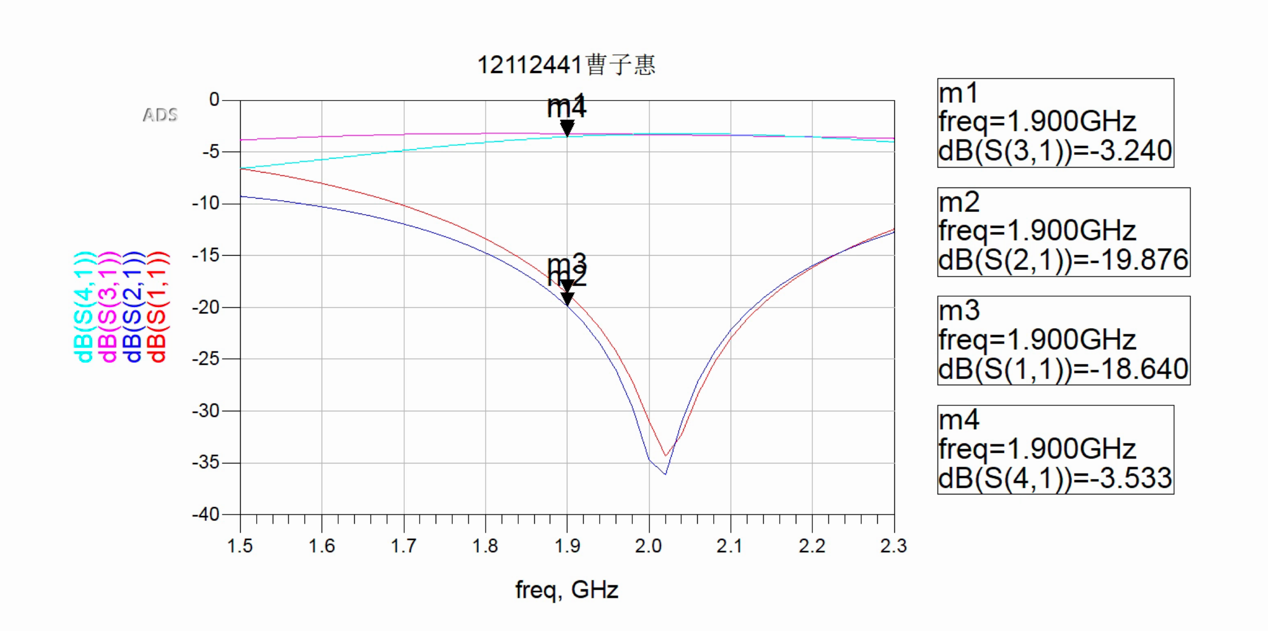 12112441曹子惠
ADS
m1
m4
m3
m2
0
-5
-10
-15
-20
-25
-30
-35
-40
1.5 1.6 1.7 1.8 1.9 2.0 2.1 2.2 2.3
freq, GHz
dB(S(4,1))
dB(S(3,1))
dB(S(2,1))
dB(S(1,1))
m1
freq=1.900GHz
dB(S(3,1))=-3.240
m2
freq=1.900GHz
dB(S(2,1))=-19.876
m3
freq=1.900GHz
dB(S(1,1))=-18.640
m4
freq=1.900GHz
dB(S(4,1))=-3.533